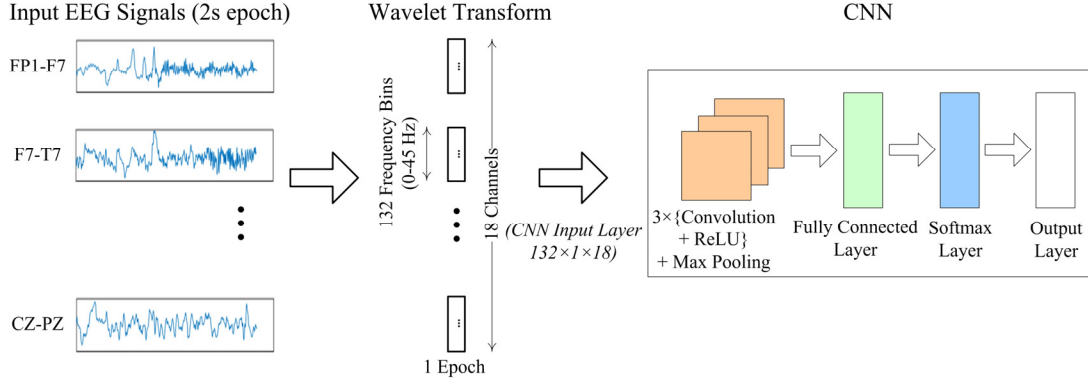 Input EEG Signals (2s epoch)
Wavelet Transform
CNN
FP1-F7
F7-T7
CZ-PZ
132 Frequency Bins
(0-45 Hz)
18 Channels
1 Epoch
(CNN Input Layer
132×1×18)
3×{Convolution
+ ReLU}
+ Max Pooling
Fully Connected
Layer
Softmax
Layer
Output
Layer